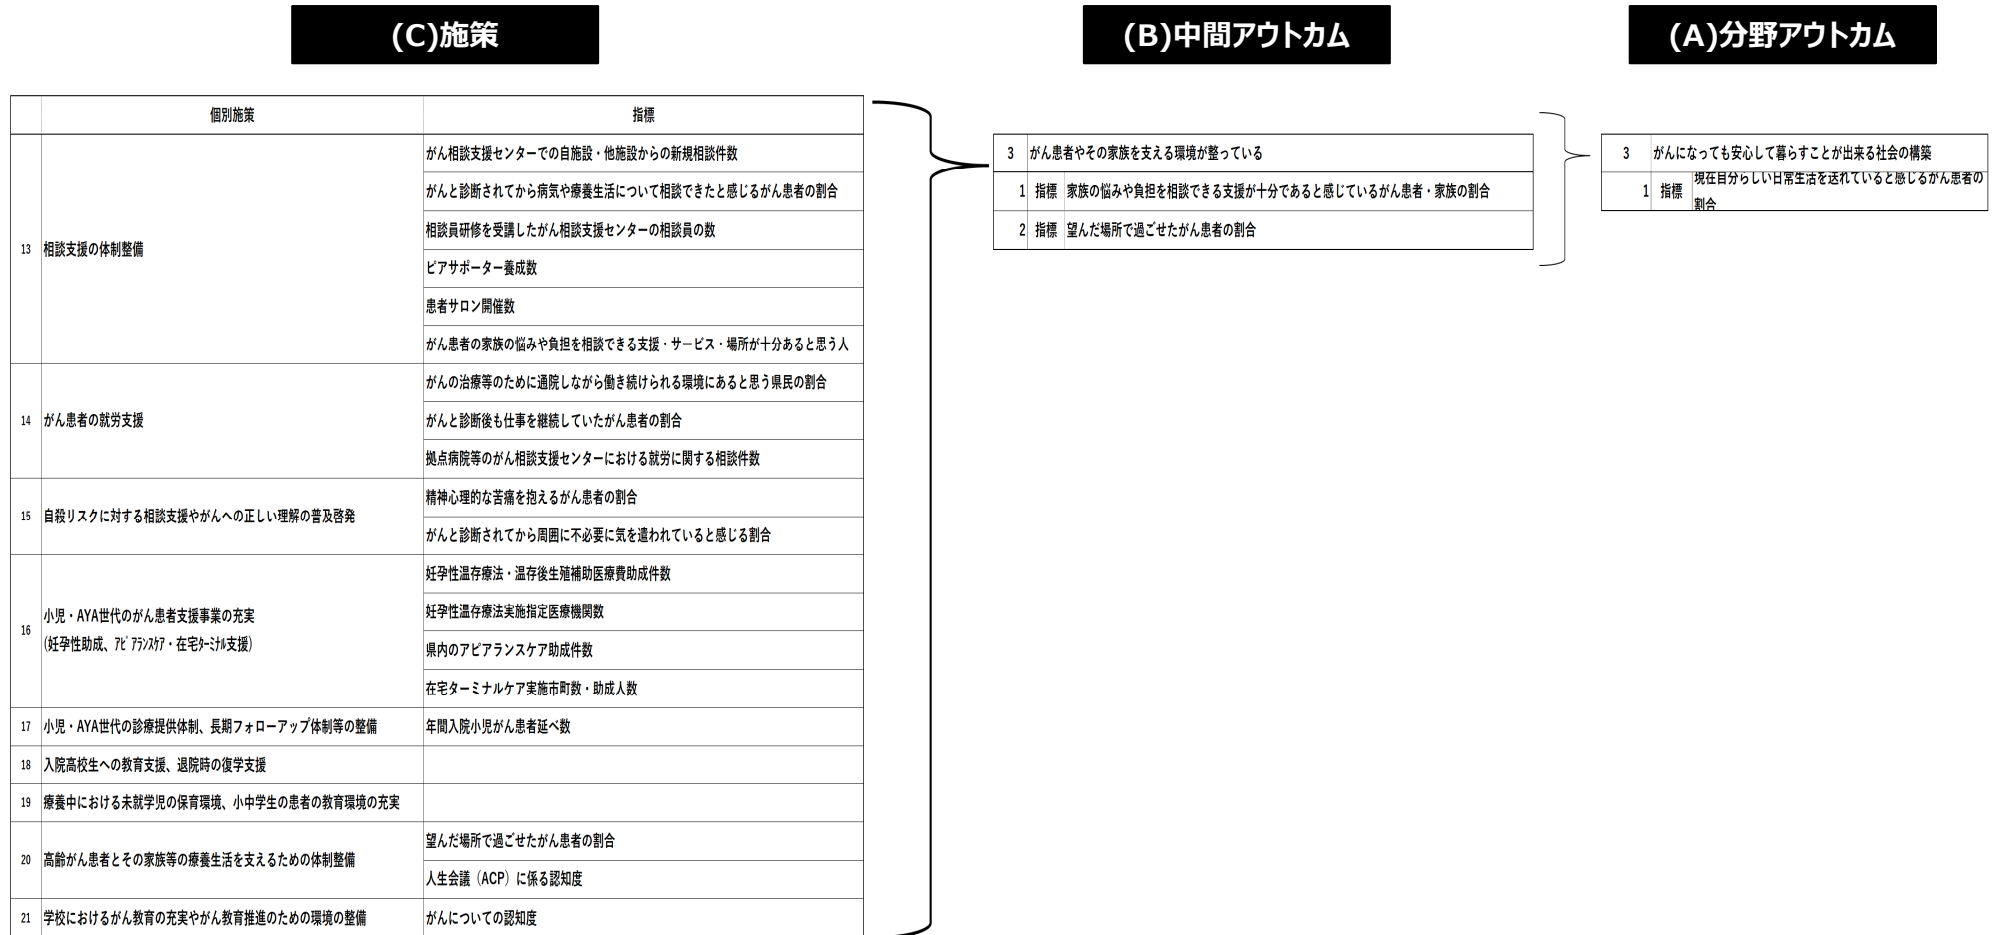 (C)施策
(B)中間アウトカム
(A)分野アウトカム
個別施策
指標
13
相談支援の体制整備
がん相談支援センターでの自施設・他施設からの新規相談件数
がんと診断されてから病気や療養生活について相談できたと感じるがん患者の割合
相談員研修を受講したがん相談支援センターの相談員の数
ピアサポーター養成数
患者サロン開催数
がん患者の家族の悩みや負担を相談できる支援・サービス・場所が十分あると思う人
14
がん患者の就労支援
がんの治療等のために通院しながら働き続けられる環境にあると思う県民の割合
がんと診断後も仕事を継続していたがん患者の割合
拠点病院等のがん相談支援センターにおける就労に関する相談件数
15
自殺リスクに対する相談支援やがんへの正しい理解の普及啓発
精神心理的な苦痛を抱えるがん患者の割合
がんと診断されてから周囲に不必要に気を遣われていると感じる割合
16
小児・AYA世代のがん患者支援事業の充実
(妊孕性助成、ｱﾋﾟｱﾗﾝｽｹｱ・在宅ﾀｰﾐﾅﾙ支援)
妊孕性温存療法・温存後生殖補助医療費助成件数
妊孕性温存療法実施指定医療機関数
県内のアピアランスケア助成件数
在宅ターミナルケア実施市町数・助成人数
17
小児・AYA世代の診療提供体制、長期フォローアップ体制等の整備
年間入院小児がん患者延べ数
18
入院高校生への教育支援、退院時の復学支援
19
療養中における未就学児の保育環境、小中学生の患者の教育環境の充実
20
高齢がん患者とその家族等の療養生活を支えるための体制整備
望んだ場所で過ごせたがん患者の割合
人生会議（ACP）に係る認知度
21
学校におけるがん教育の充実やがん教育推進のための環境の整備
がんについての認知度
3
がん患者やその家族を支える環境が整っている
1
指標
家族の悩みや負担を相談できる支援が十分であると感じているがん患者・家族の割合
2
指標
望んだ場所で過ごせたがん患者の割合
3
がんになっても安心して暮らすことが出来る社会の構築
1
指標
現在自分らしい日常生活を送れていると感じるがん患者の
割合